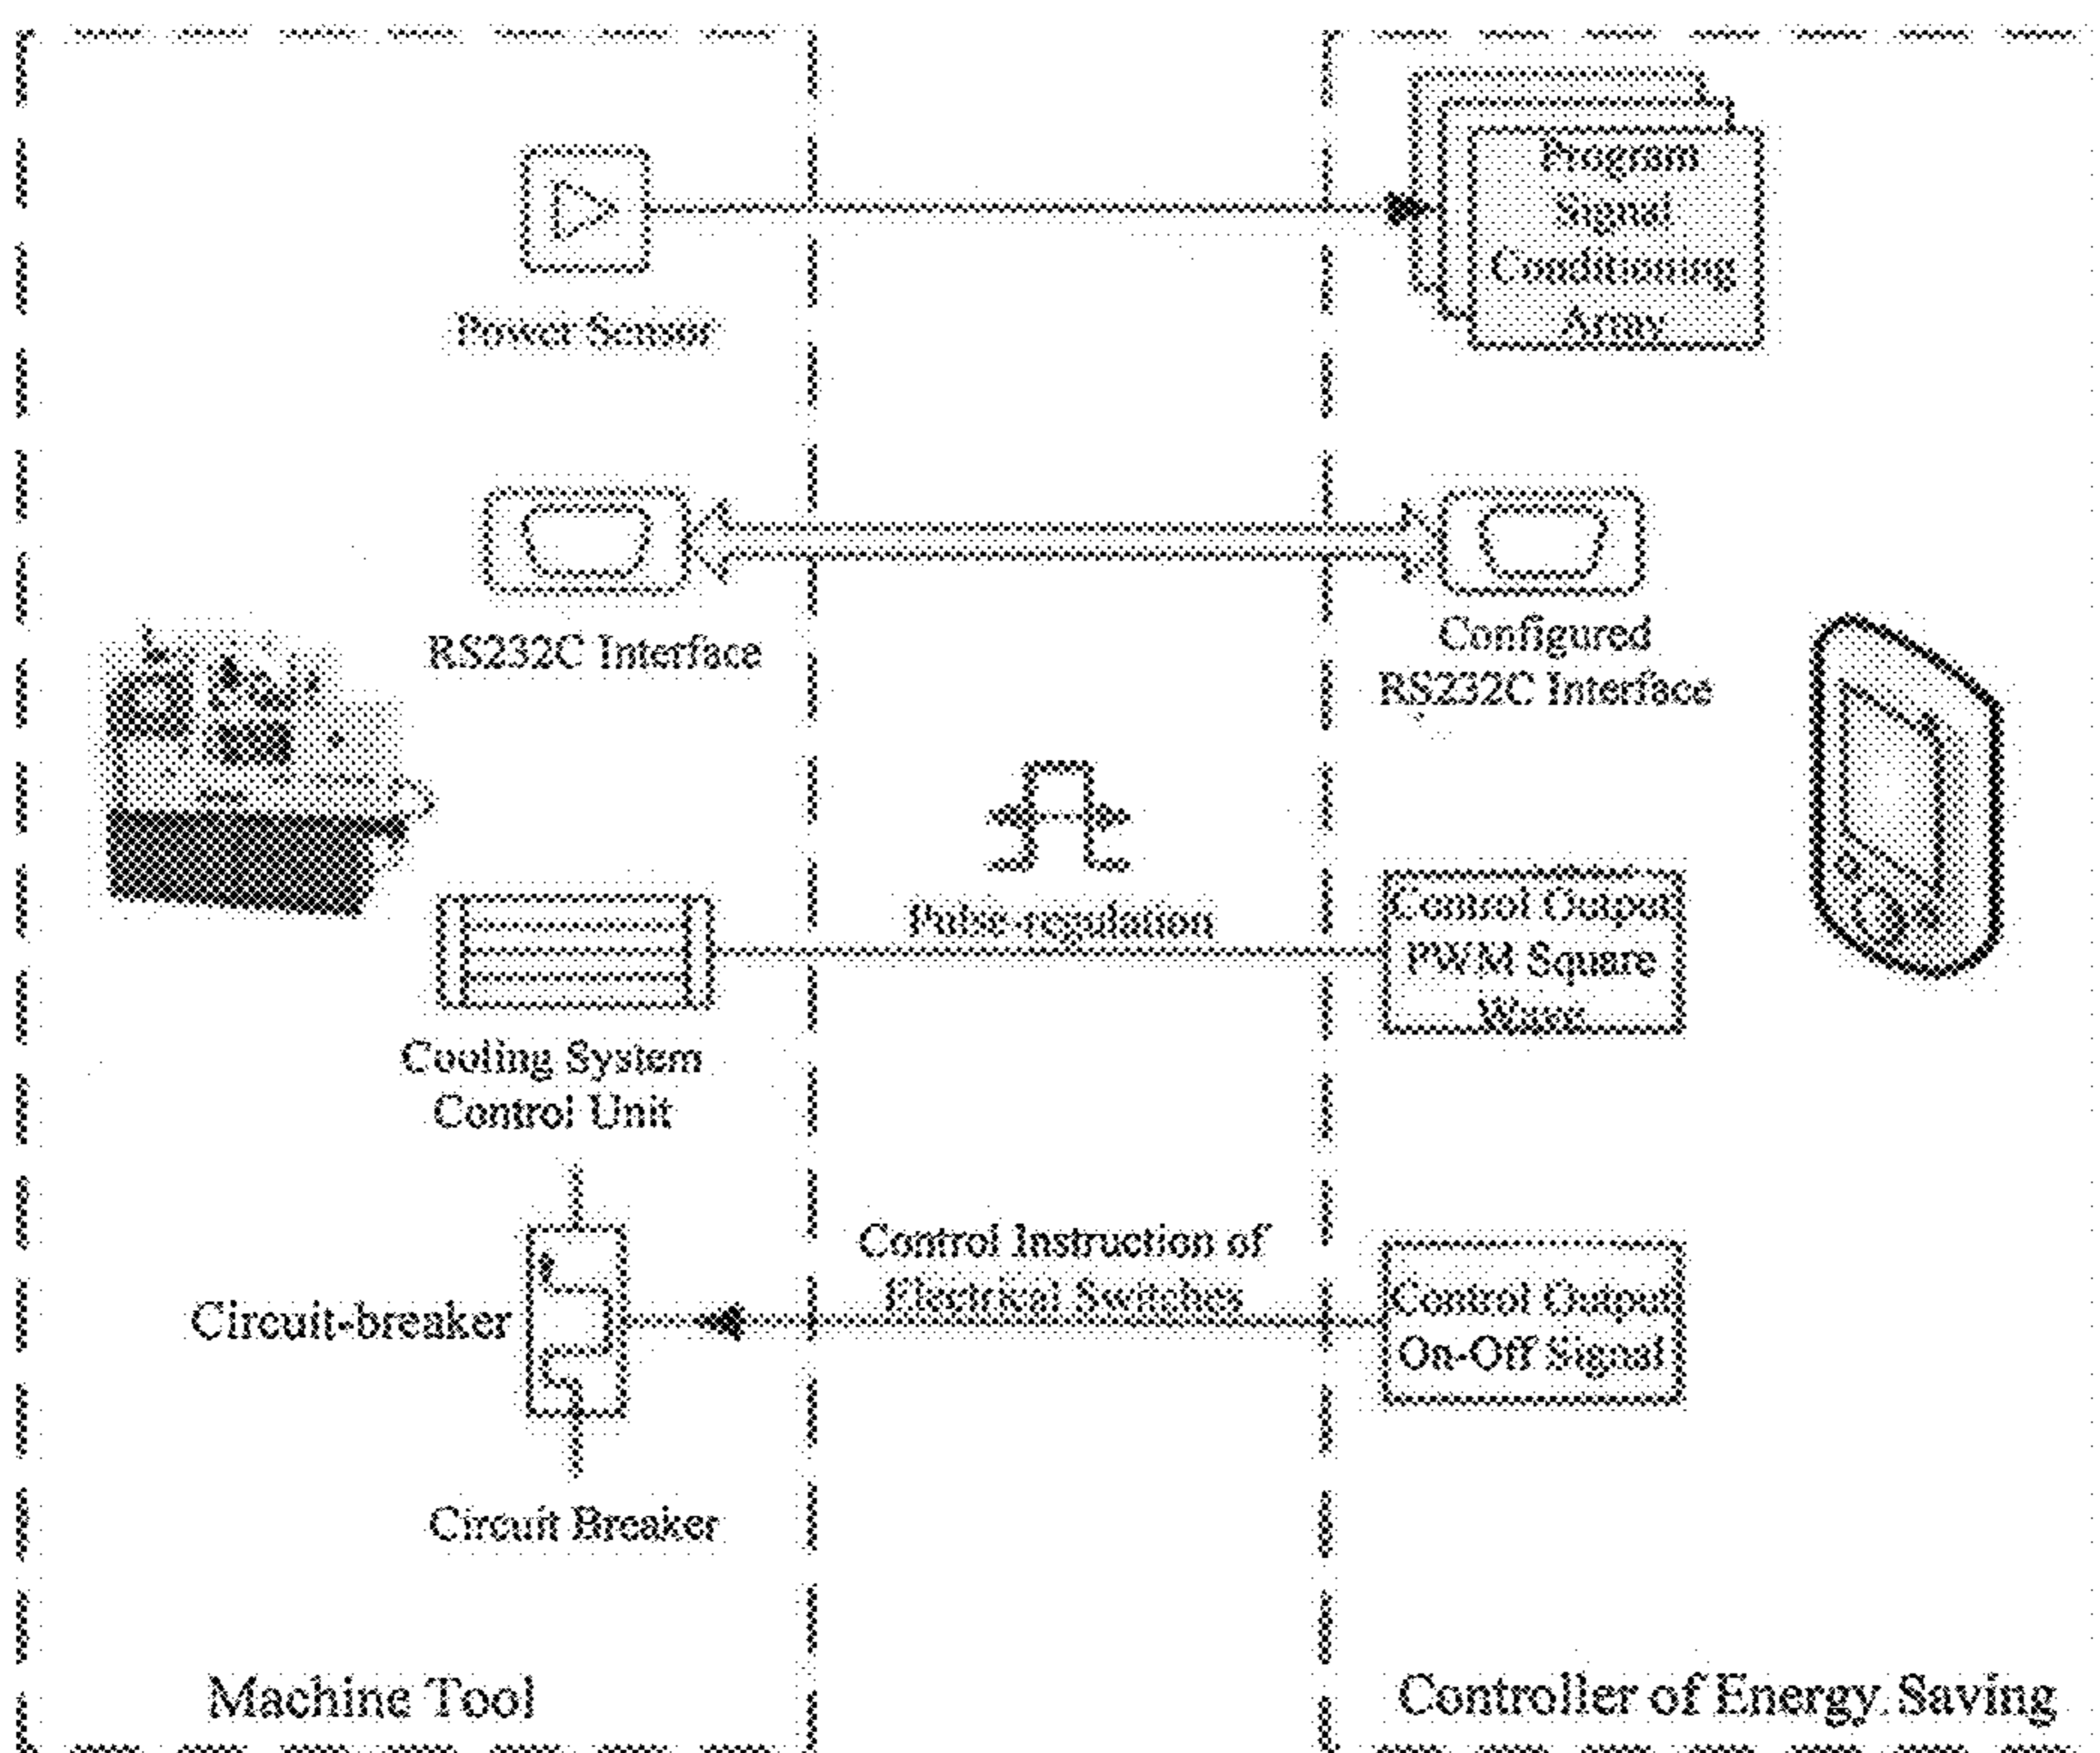 Program
Signal
Conditioning
Array
Power Sensor
RS232C Interface
Configured
RS232C Interface
Pulse-regulation
Control Output
PWM Square
Wave
Cooling System
Control Unit
Control Instruction of
Electrical Switches
Circuit-breaker
Control Output
On-Off Signal
Circuit Breaker
Machine Tool
Controller of Energy Saving